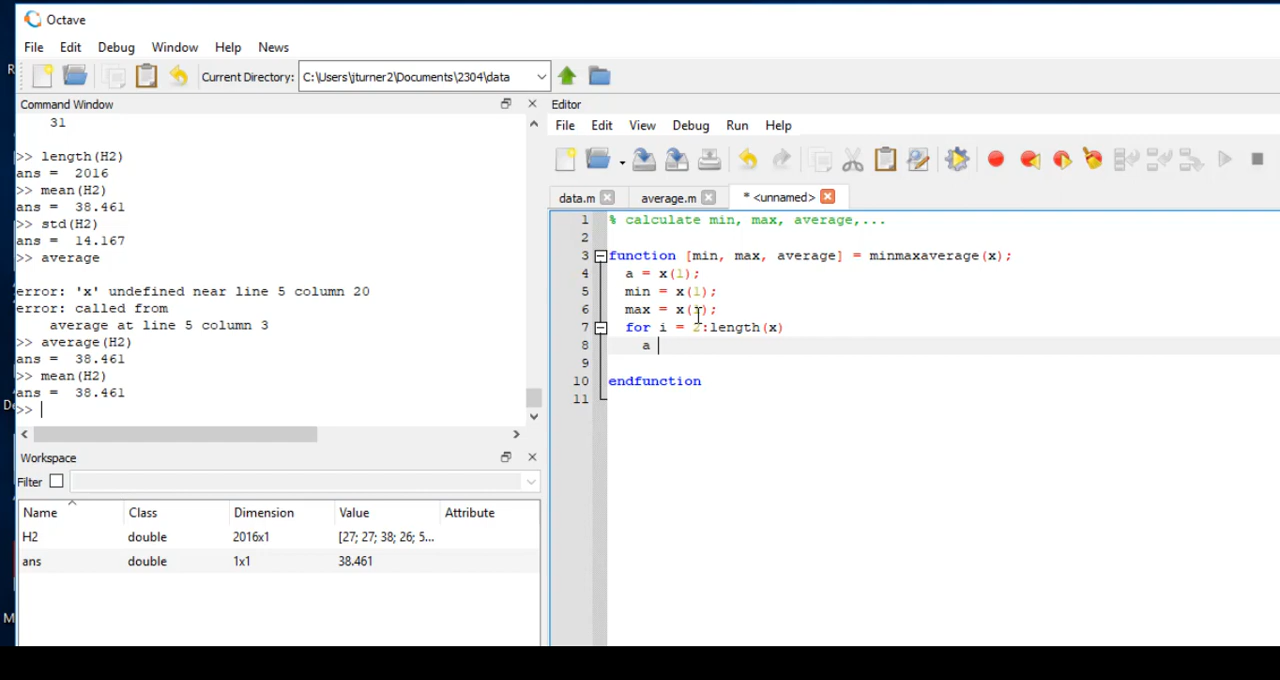 Octave
File Edit Debug Window Help News
Current Directory: C:\Users\jturner2\Documents\2304\data
Command Window
31
>> length(H2)
ans = 2016
>> mean(H2)
ans = 38.461
>> std(H2)
ans = 14.167
>> average
error: 'x' undefined near line 5 column 20
error: called from
average at line 5 column 3
>> average(H2)
ans = 38.461
>> mean(H2)
ans = 38.461
>>
Workspace
Filter
Name Class Dimension Value Attribute
H2 double 2016x1 [27; 27; 38; 26; 5...
ans double 1x1 38.461
Editor
File Edit View Debug Run Help
data.m average.m * <unnamed>
1 % calculate min, max, average,...
2
3 function [min, max, average] = minmaxaverage(x);
4 a = x(1);
5 min = x(1);
6 max = x(1);
7 for i = 2:length(x)
8 a
9
10 endfunction
11